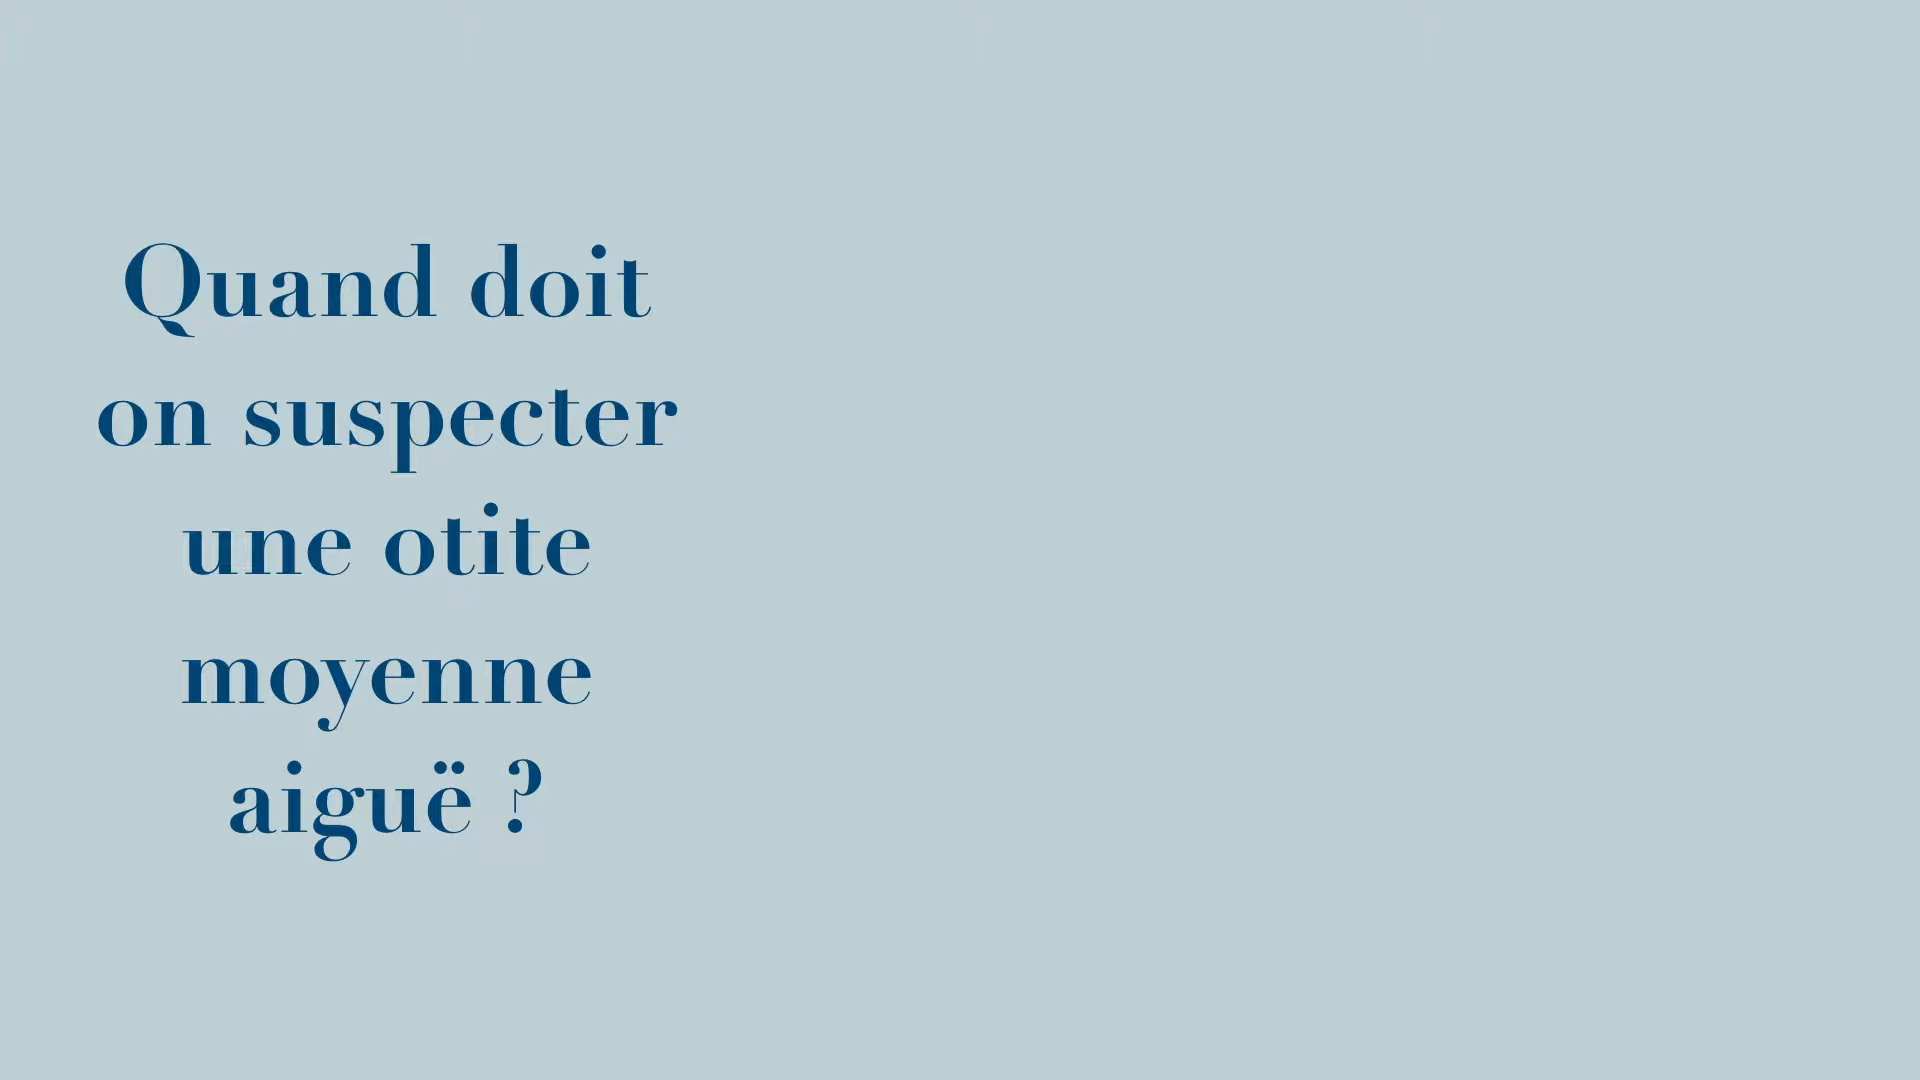 Quand doit
on suspecter
une otite
moyenne
aiguë ?